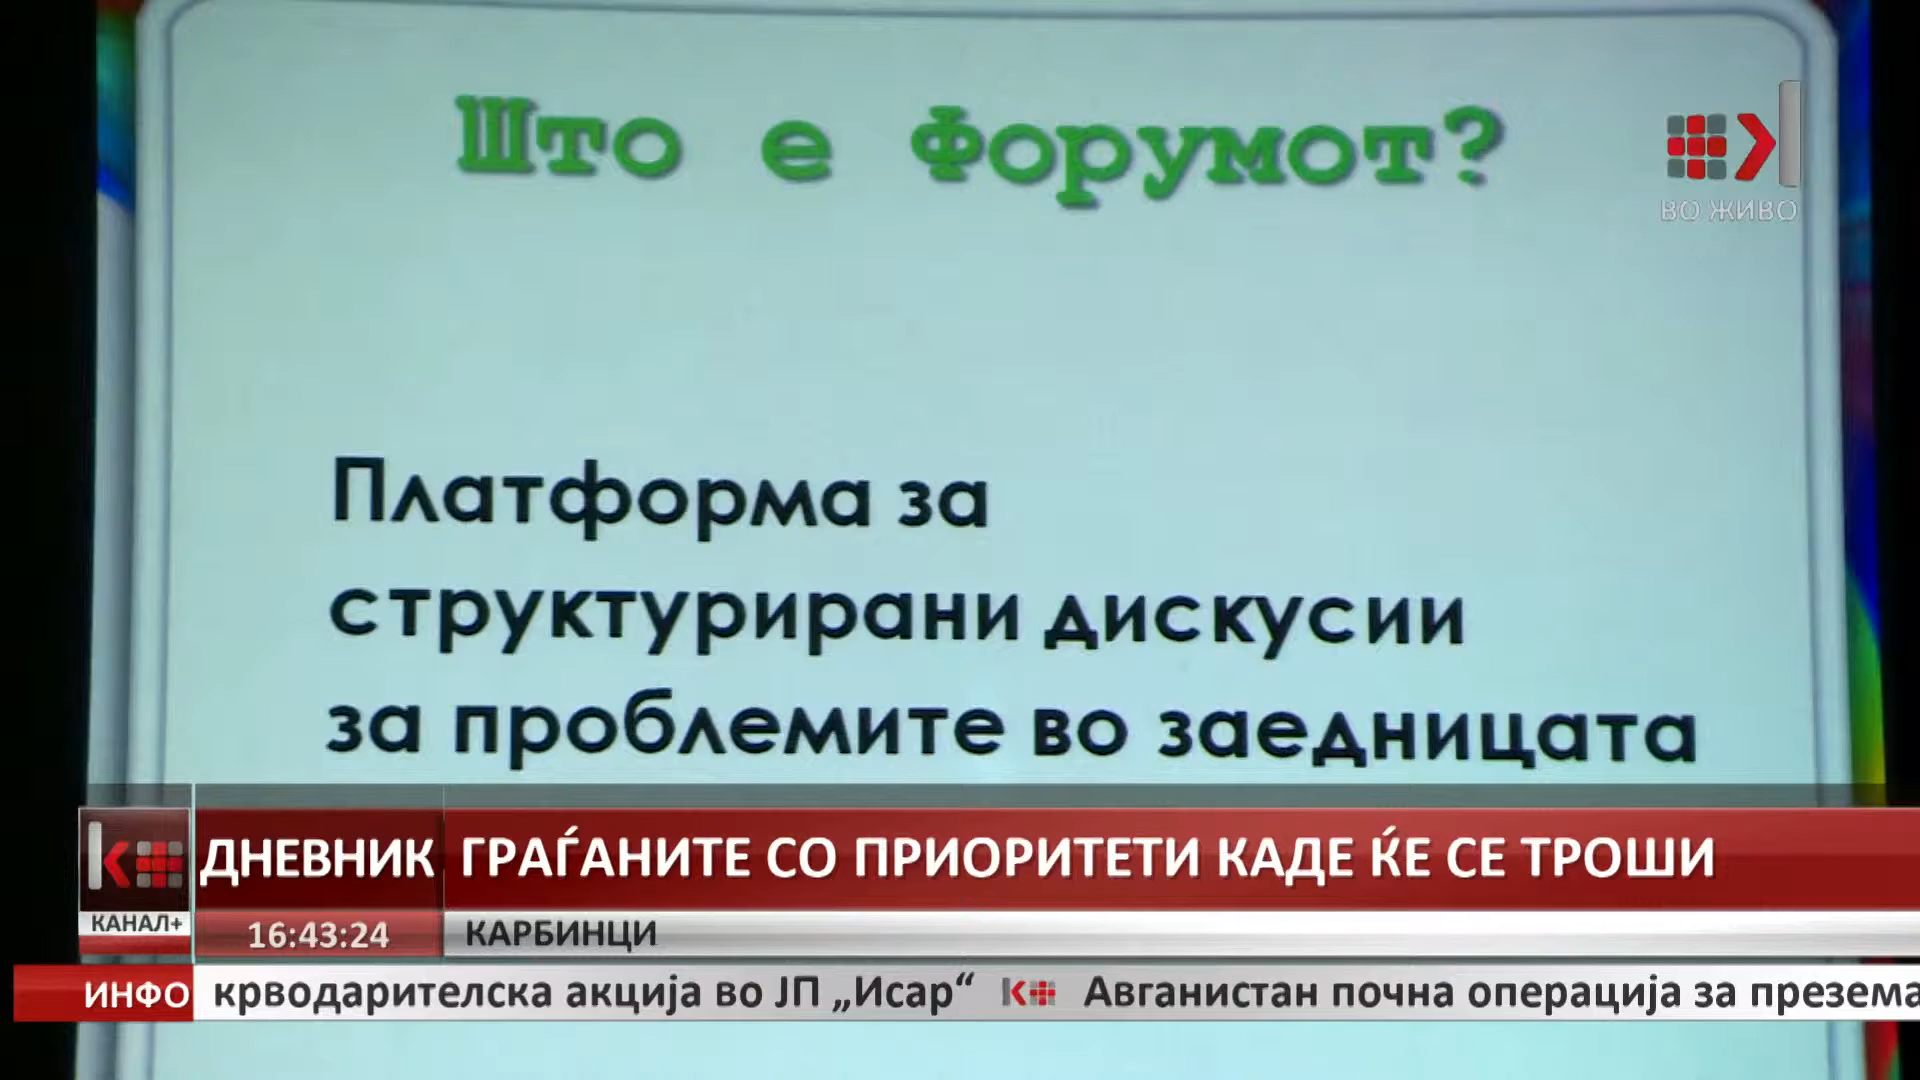 Што е Форумот?
ВО ЖИВО
Платформа за
структурирани дискусии
за проблемите во заедницата
ДНЕВНИК
ГРАЃАНИТЕ СО ПРИОРИТЕТИ КАДЕ ЌЕ СЕ ТРОШИ
КАНАЛ+
16:43:24
КАРБИНЦИ
ИНФО
крводарителска акција во ЈП „Исар“ Авганистан почна операција за презема